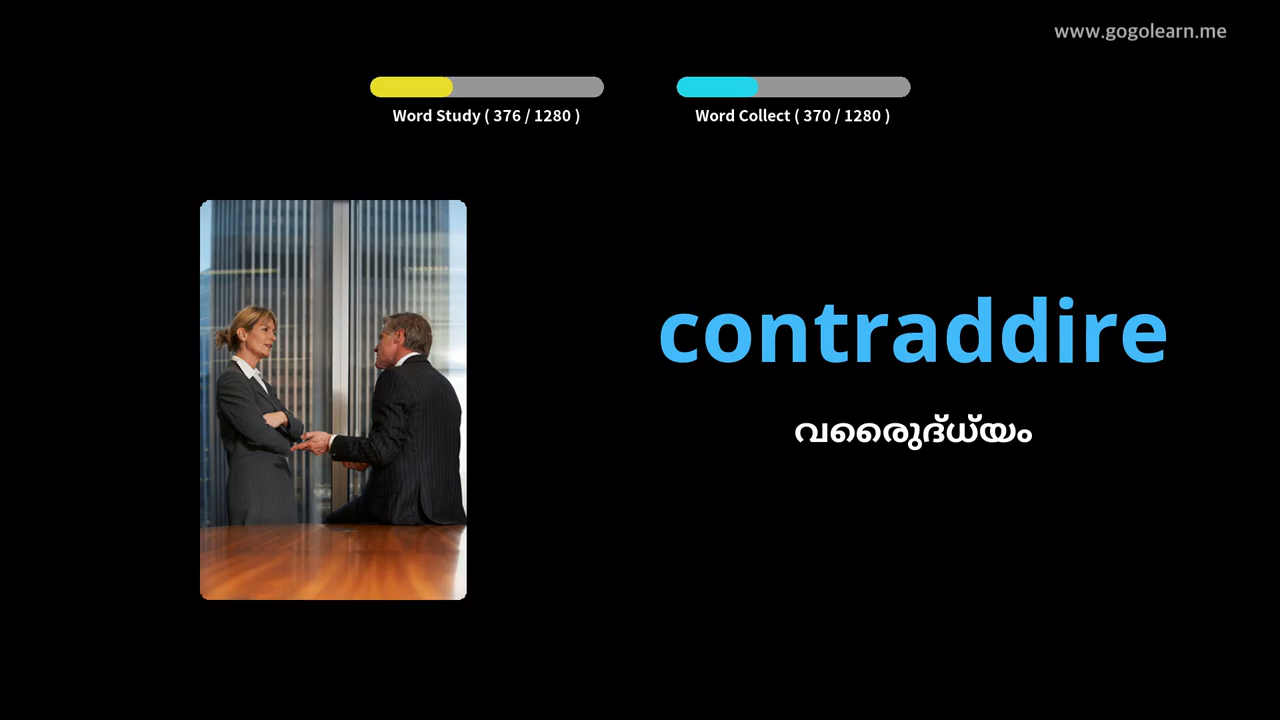 www.gogolearn.me
Word Study ( 376 / 1280 )
Word Collect ( 370 / 1280 )
contraddire
വൈരുദ്ധ്യം